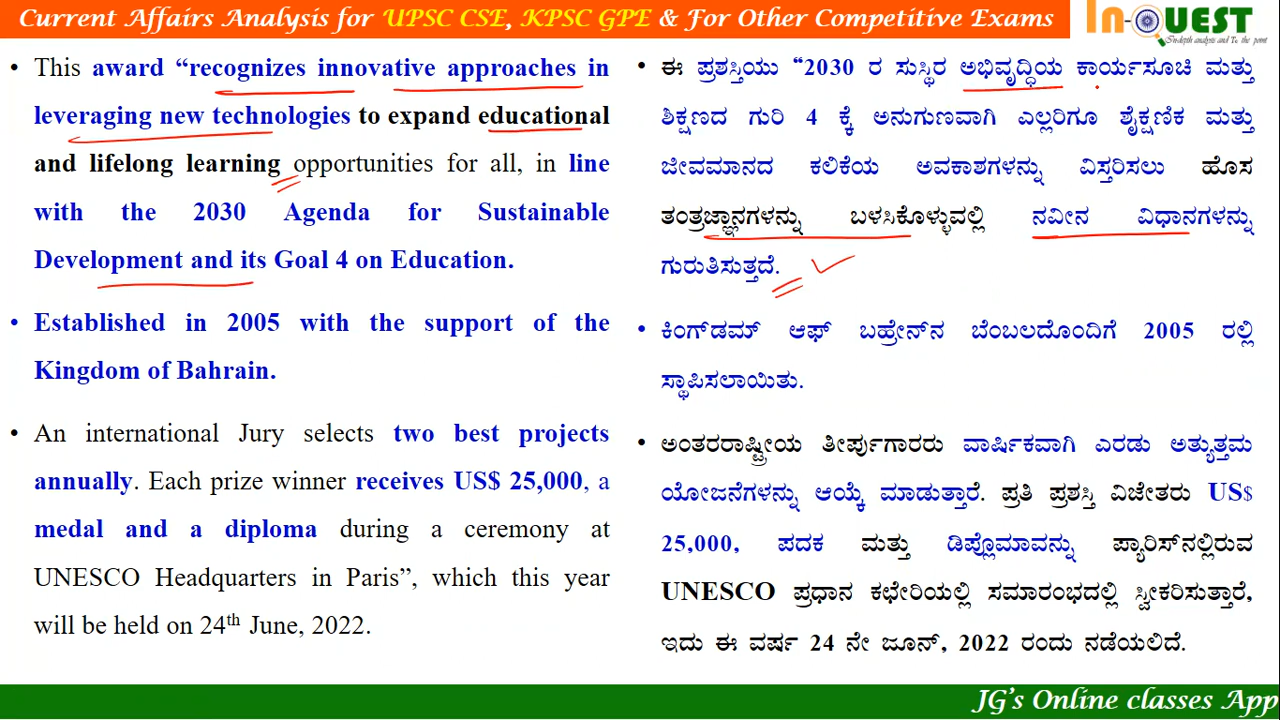 Current Affairs Analysis for UPSC CSE, KPSC GPE & For Other Competitive Exams
In-QUEST
In-depth analysis and To the point
• This award “recognizes innovative approaches in
leveraging new technologies to expand educational
and lifelong learning opportunities for all, in line
with the 2030 Agenda for Sustainable
Development and its Goal 4 on Education.
• Established in 2005 with the support of the
Kingdom of Bahrain.
• An international Jury selects two best projects
annually. Each prize winner receives US$ 25,000, a
medal and a diploma during a ceremony at
UNESCO Headquarters in Paris”, which this year
will be held on 24th June, 2022.
• ಈ ಪ್ರಶಸ್ತಿಯು “2030 ರ ಸುಸ್ಥಿರ ಅಭಿವೃದ್ಧಿಯ ಕಾರ್ಯಸೂಚಿ ಮತ್ತು
ಶಿಕ್ಷಣದ ಗುರಿ 4 ಕ್ಕೆ ಅನುಗುಣವಾಗಿ ಎಲ್ಲರಿಗೂ ಶೈಕ್ಷಣಿಕ ಮತ್ತು
ಜೀವಮಾನದ ಕಲಿಕೆಯ ಅವಕಾಶಗಳನ್ನು ವಿಸ್ತರಿಸಲು ಹೊಸ
ತಂತ್ರಜ್ಞಾನಗಳನ್ನು ಬಳಸಿಕೊಳ್ಳುವಲ್ಲಿ ನವೀನ ವಿಧಾನಗಳನ್ನು
ಗುರುತಿಸುತ್ತದೆ.
• ಕಿಂಗ್‌ಡಮ್ ಆಫ್ ಬಹ್ರೇನ್‌ನ ಬೆಂಬಲದೊಂದಿಗೆ 2005 ರಲ್ಲಿ
ಸ್ಥಾಪಿಸಲಾಯಿತು.
• ಅಂತರರಾಷ್ಟ್ರೀಯ ತೀರ್ಪುಗಾರರು ವಾರ್ಷಿಕವಾಗಿ ಎರಡು ಅತ್ಯುತ್ತಮ
ಯೋಜನೆಗಳನ್ನು ಆಯ್ಕೆ ಮಾಡುತ್ತಾರೆ. ಪ್ರತಿ ಪ್ರಶಸ್ತಿ ವಿಜೇತರು US$
25,000, ಪದಕ ಮತ್ತು ಡಿಪ್ಲೊಮಾವನ್ನು ಪ್ಯಾರಿಸ್‌ನಲ್ಲಿರುವ
UNESCO ಪ್ರಧಾನ ಕಛೇರಿಯಲ್ಲಿ ಸಮಾರಂಭದಲ್ಲಿ ಸ್ವೀಕರಿಸುತ್ತಾರೆ,
ಇದು ಈ ವರ್ಷ 24 ನೇ ಜೂನ್, 2022 ರಂದು ನಡೆಯಲಿದೆ.
JG’s Online classes App